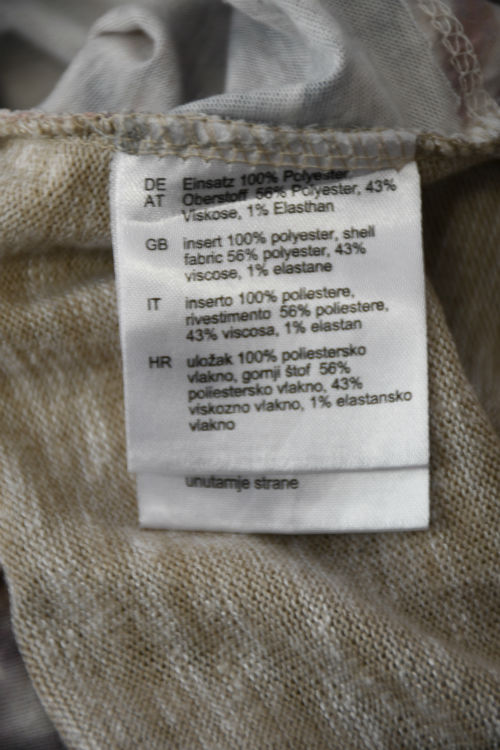 DE Einsatz 100% Polyester
AT Oberstoff 56% Polyester, 43%
Viskose, 1% Elasthan
GB insert 100% polyester, shell
fabric 56% polyester, 43%
viscose, 1% elastane
IT inserto 100% poliestere,
rivestimento 56% poliestere,
43% viscosa, 1% elastan
HR uložak 100% poliestersko
vlakno, gornji štof 56%
poliestersko vlakno, 43%
viskozno vlakno, 1% elastansko
vlakno
unutarnje strane